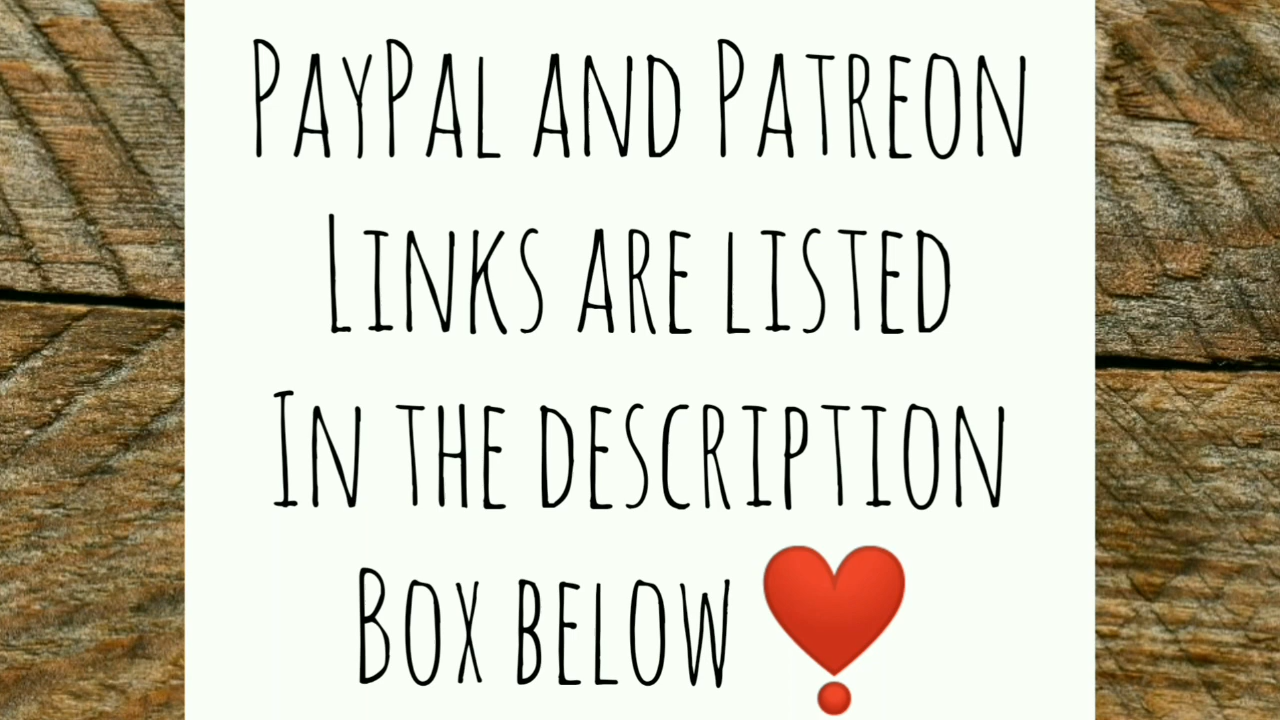 PayPal and Patreon
Links are listed
In the description
Box below ❣